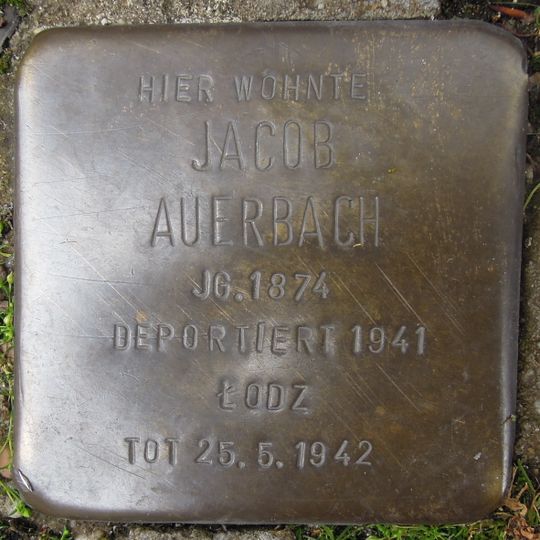 HIER WOHNTE
JACOB
AUERBACH
JG. 1874
DEPORTIERT 1941
ŁODZ
TOT 25.5.1942